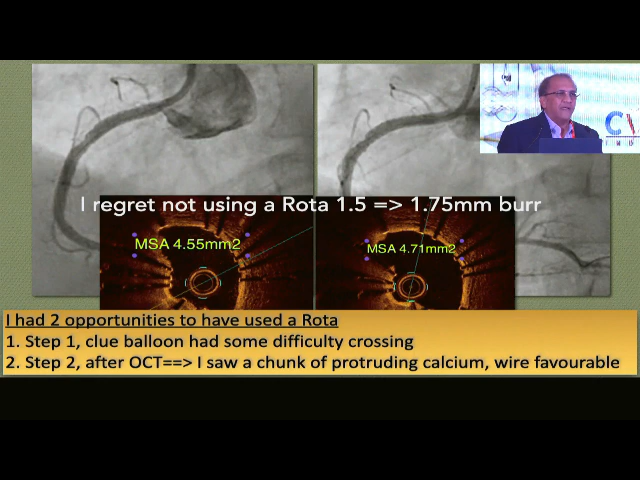 I regret not using a Rota 1.5 => 1.75mm burr
MSA 4.55mm2
MSA 4.71mm2
I had 2 opportunities to have used a Rota
1. Step 1, clue balloon had some difficulty crossing
2. Step 2, after OCT==> I saw a chunk of protruding calcium, wire favourable